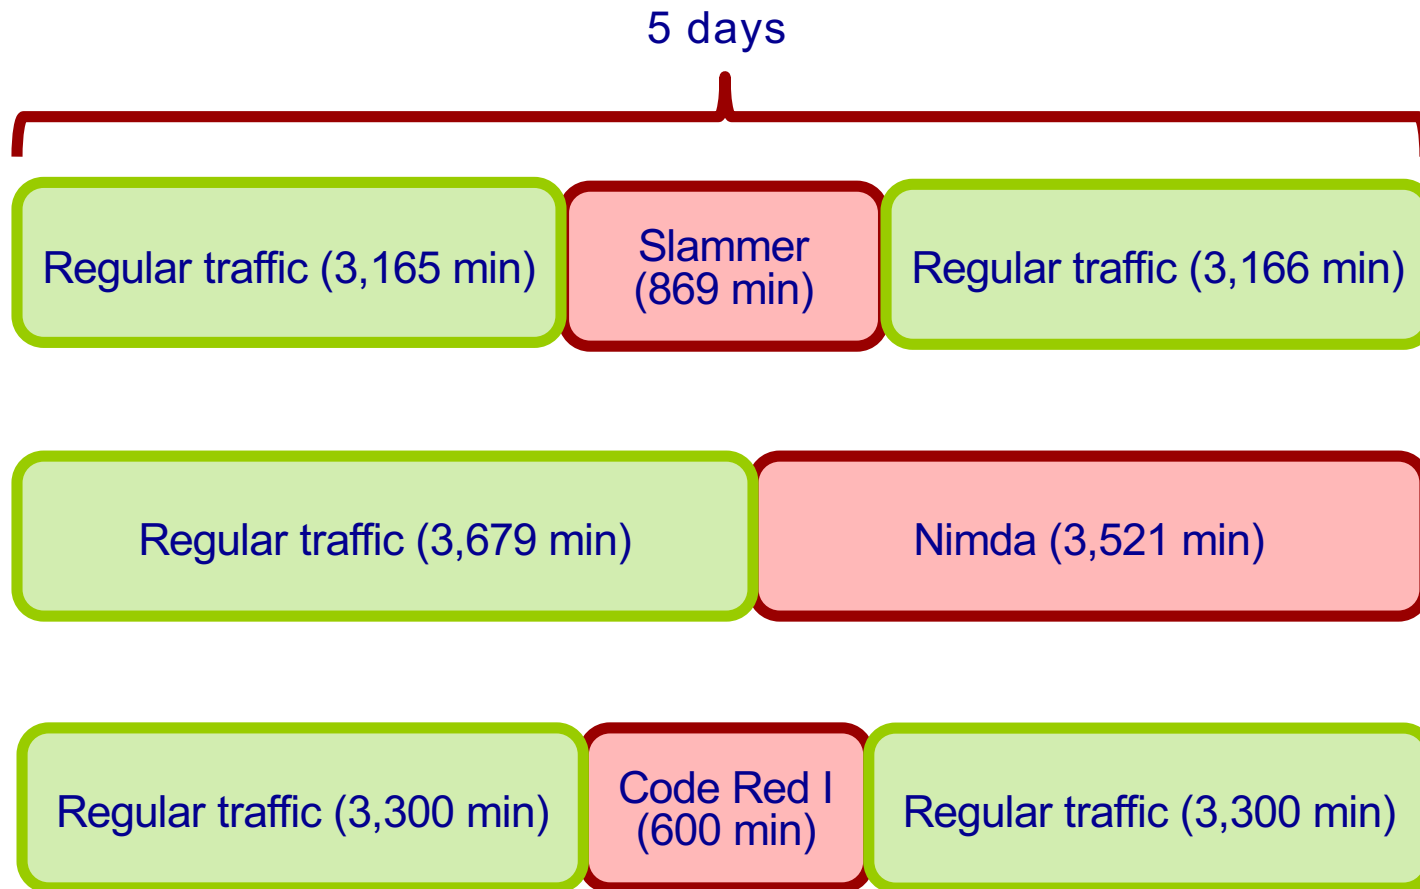 5 days
Regular traffic (3,165 min)
Slammer
(869 min)
Regular traffic (3,166 min)
Regular traffic (3,679 min)
Nimda (3,521 min)
Regular traffic (3,300 min)
Code Red I
(600 min)
Regular traffic (3,300 min)